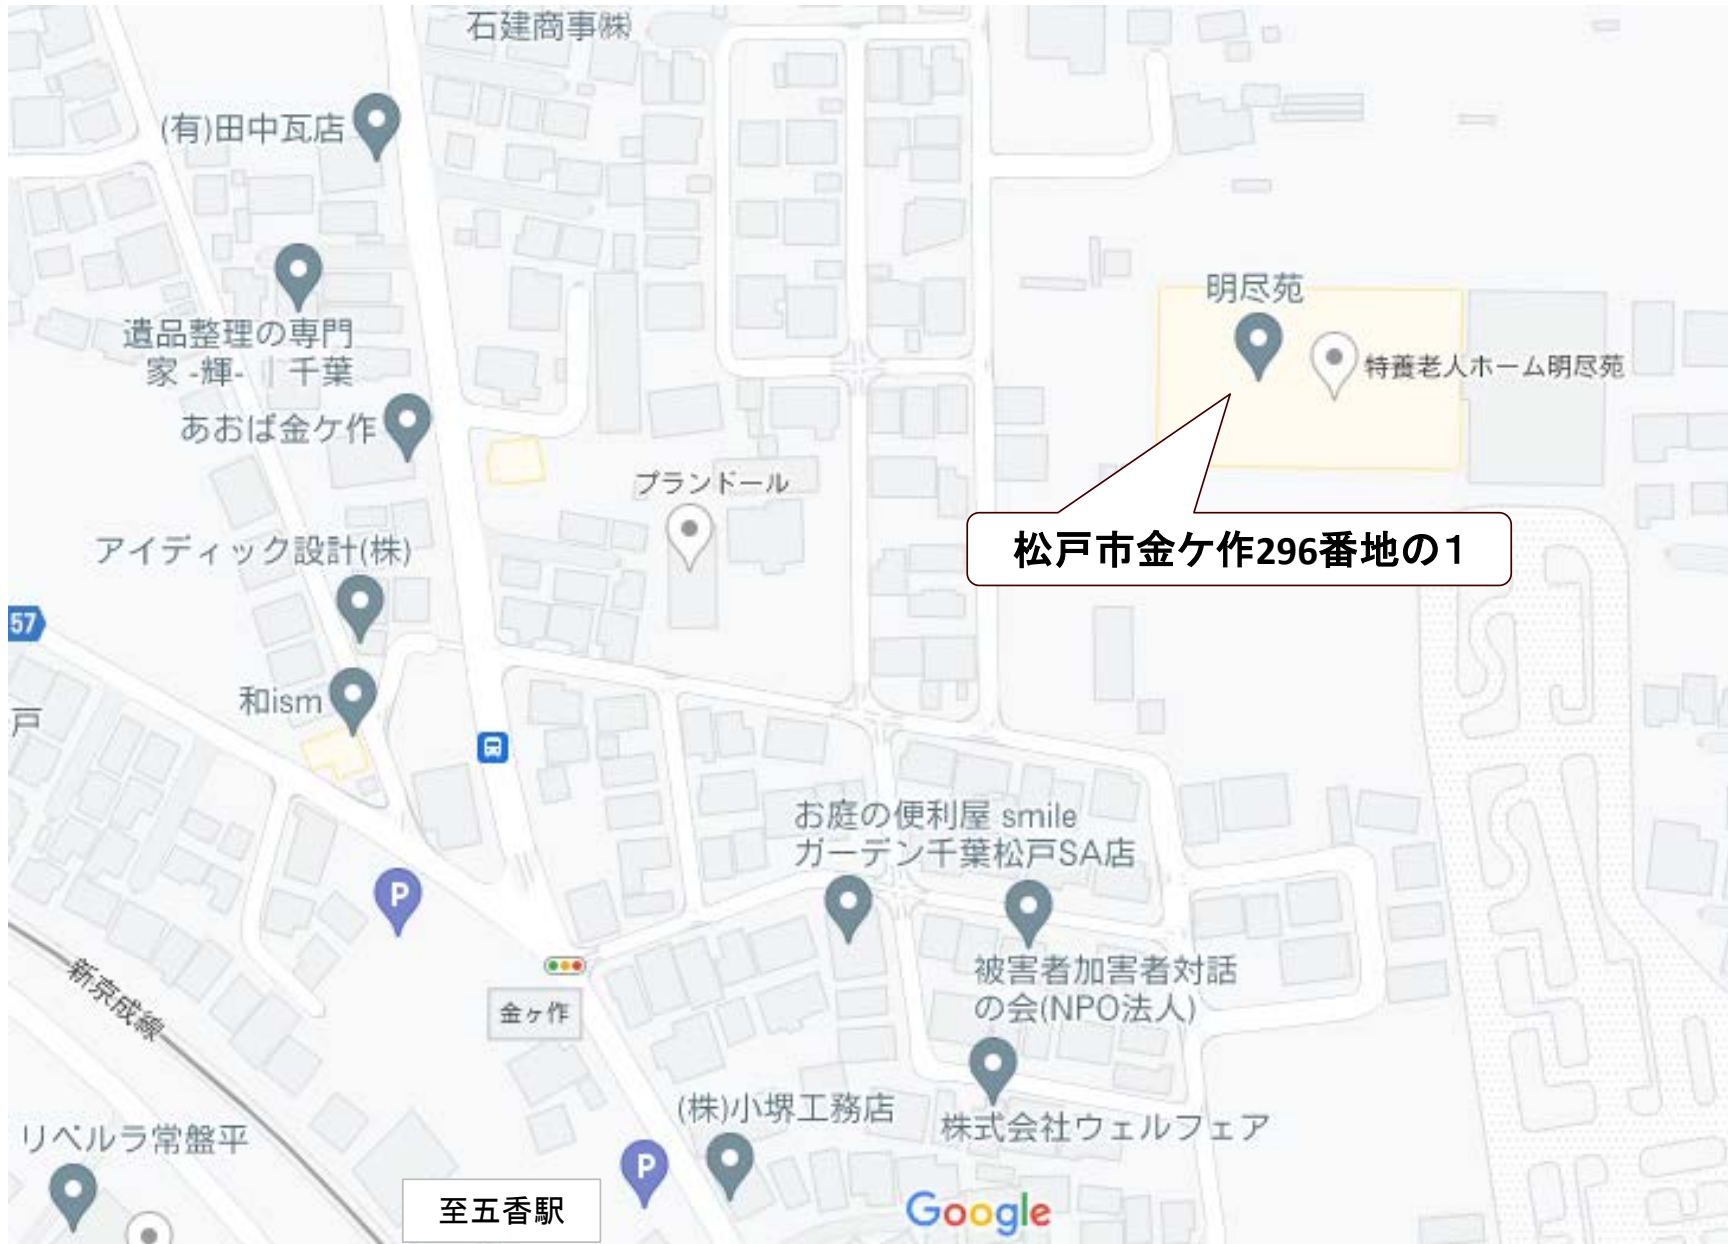 石建商事㈱
(有)田中瓦店
遺品整理の専門
家 -輝- ｜千葉
あおば金ケ作
明尽苑
特養老人ホーム明尽苑
プランドール
アイディック設計(株)
松戸市金ケ作296番地の１
57
和ism
戸
お庭の便利屋 smile
ガーデン千葉松戸SA店
P
被害者加害者対話
の会(NPO法人)
新京成線
金ヶ作
(株)小堺工務店
株式会社ウェルフェア
リベルラ常盤平
P
至五香駅
Google